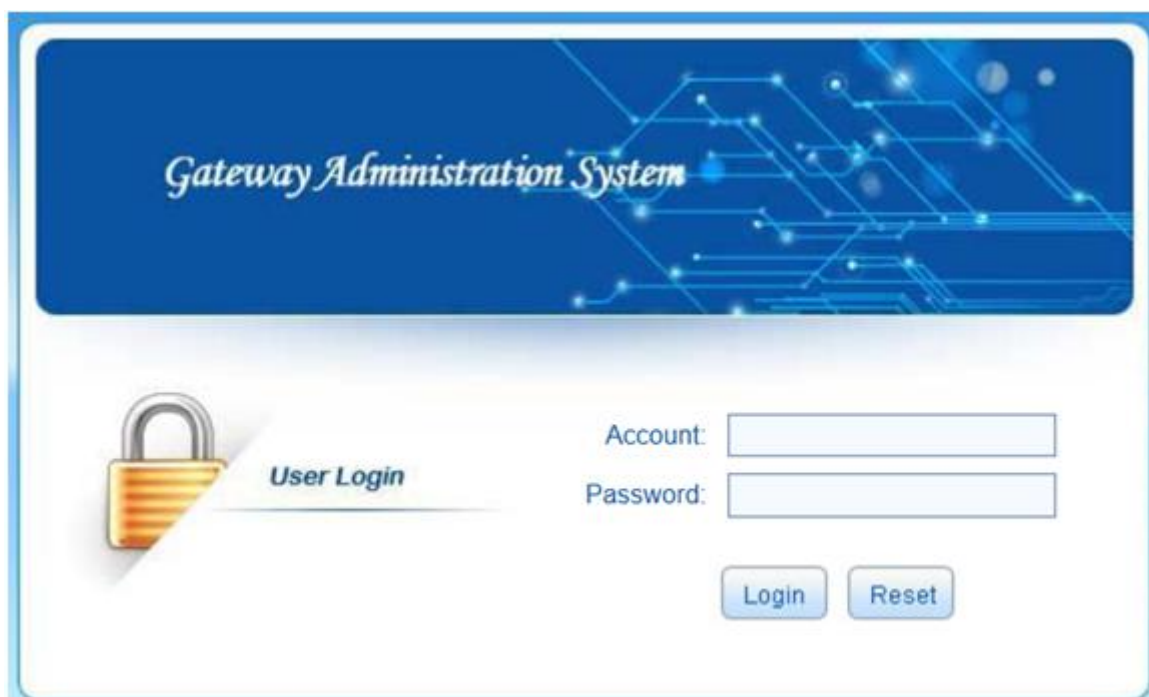 Gateway Administration System
User Login
Account:
Password:
Login
Reset